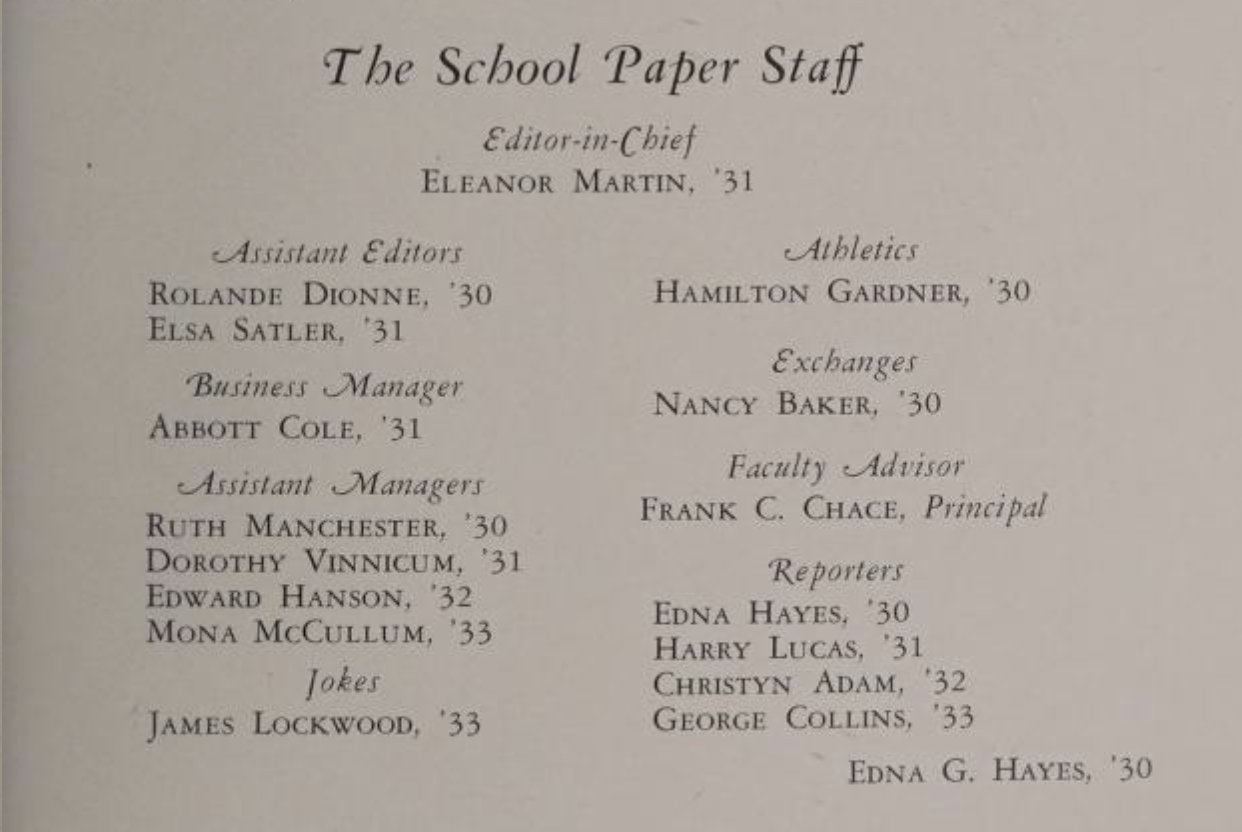 The School Paper Staff
Editor-in-Chief
ELEANOR MARTIN, '31
Assistant Editors
ROLANDE DIONNE, '30
ELSA SATLER, '31
Business Manager
ABBOTT COLE, '31
Assistant Managers
RUTH MANCHESTER, '30
DOROTHY VINNICUM, '31
EDWARD HANSON, '32
MONA MCCULLUM, '33
Jokes
JAMES LOCKWOOD, '33
Athletics
HAMILTON GARDNER, '30
Exchanges
NANCY BAKER, '30
Faculty Advisor
FRANK C. CHACE, Principal
Reporters
EDNA HAYES, '30
HARRY LUCAS, '31
CHRISTYN ADAM, '32
GEORGE COLLINS, '33
EDNA G. HAYES, '30